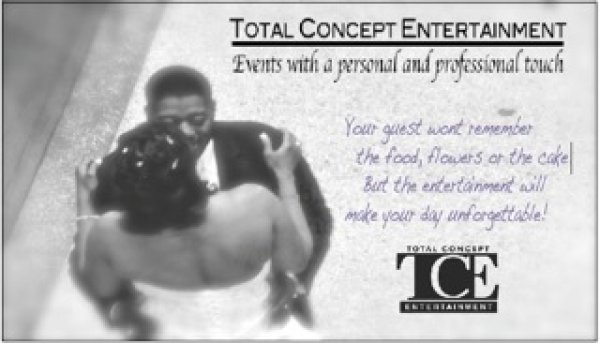 TOTAL CONCEPT ENTERTAINMENT
Events with a personal and professional touch
Your guest wont remember
the food, flowers or the cake
But the entertainment will
make your day unforgettable!
TOTAL CONCEPT
TCE
ENTERTAINMENT